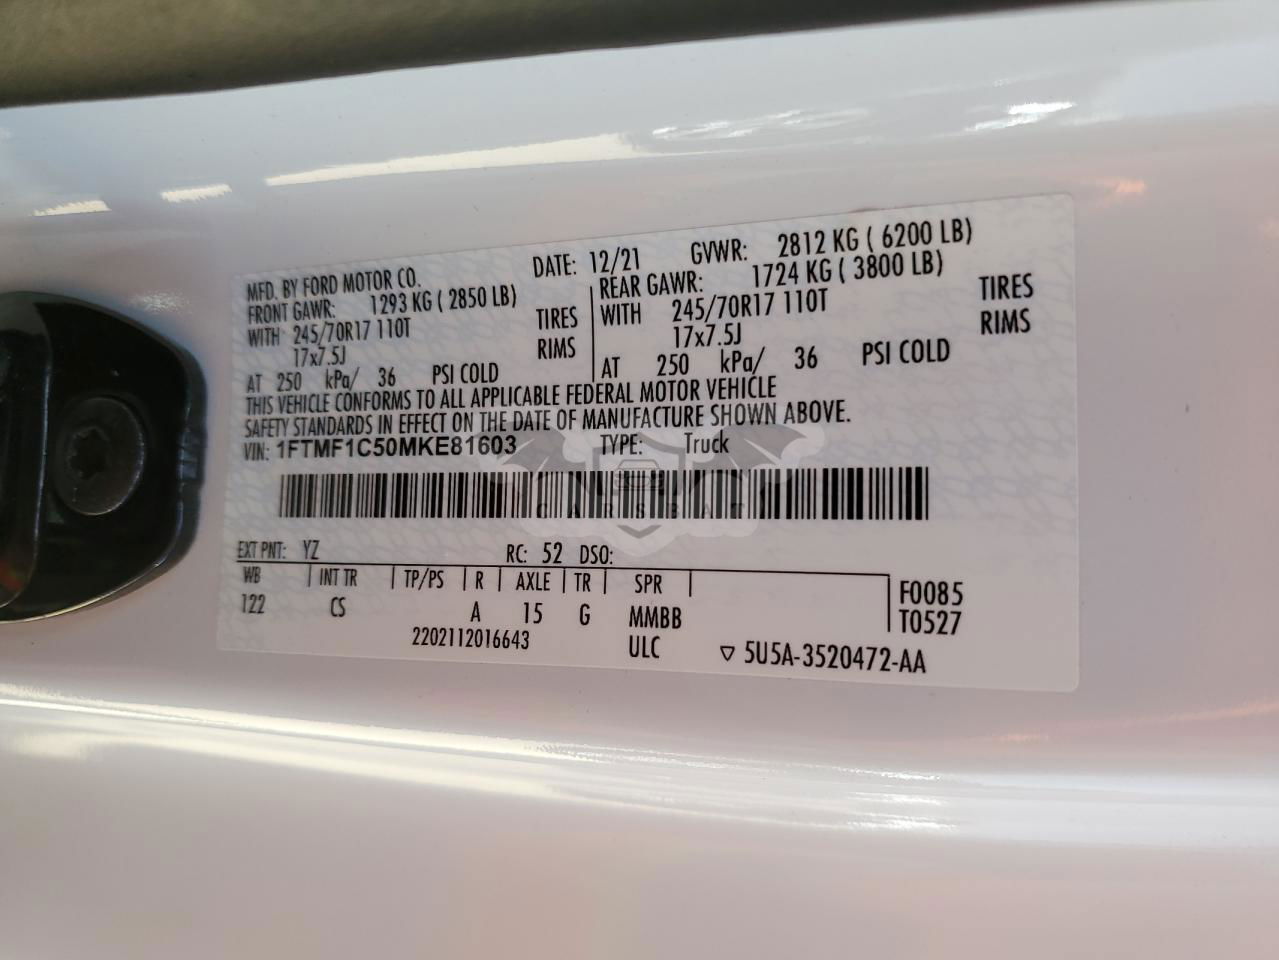 MFD. BY FORD MOTOR CO. DATE: 12/21 GVWR: 2812 KG ( 6200 LB)
FRONT GAWR: 1293 KG ( 2850 LB) REAR GAWR: 1724 KG ( 3800 LB)
WITH 245/70R17 110T TIRES WITH 245/70R17 110T TIRES
17x7.5J RIMS 17x7.5J RIMS
AT 250 kPa/ 36 PSI COLD AT 250 kPa/ 36 PSI COLD
THIS VEHICLE CONFORMS TO ALL APPLICABLE FEDERAL MOTOR VEHICLE
SAFETY STANDARDS IN EFFECT ON THE DATE OF MANUFACTURE SHOWN ABOVE.
VIN: 1FTMF1C50MKE81603 TYPE: Truck
CARSBAT
EXT PNT: YZ RC: 52 DSO:
WB INT TR TP/PS R AXLE TR SPR F0085
122 CS A 15 G MMBB T0527
2202112016643 ULC ▽ 5U5A-3520472-AA